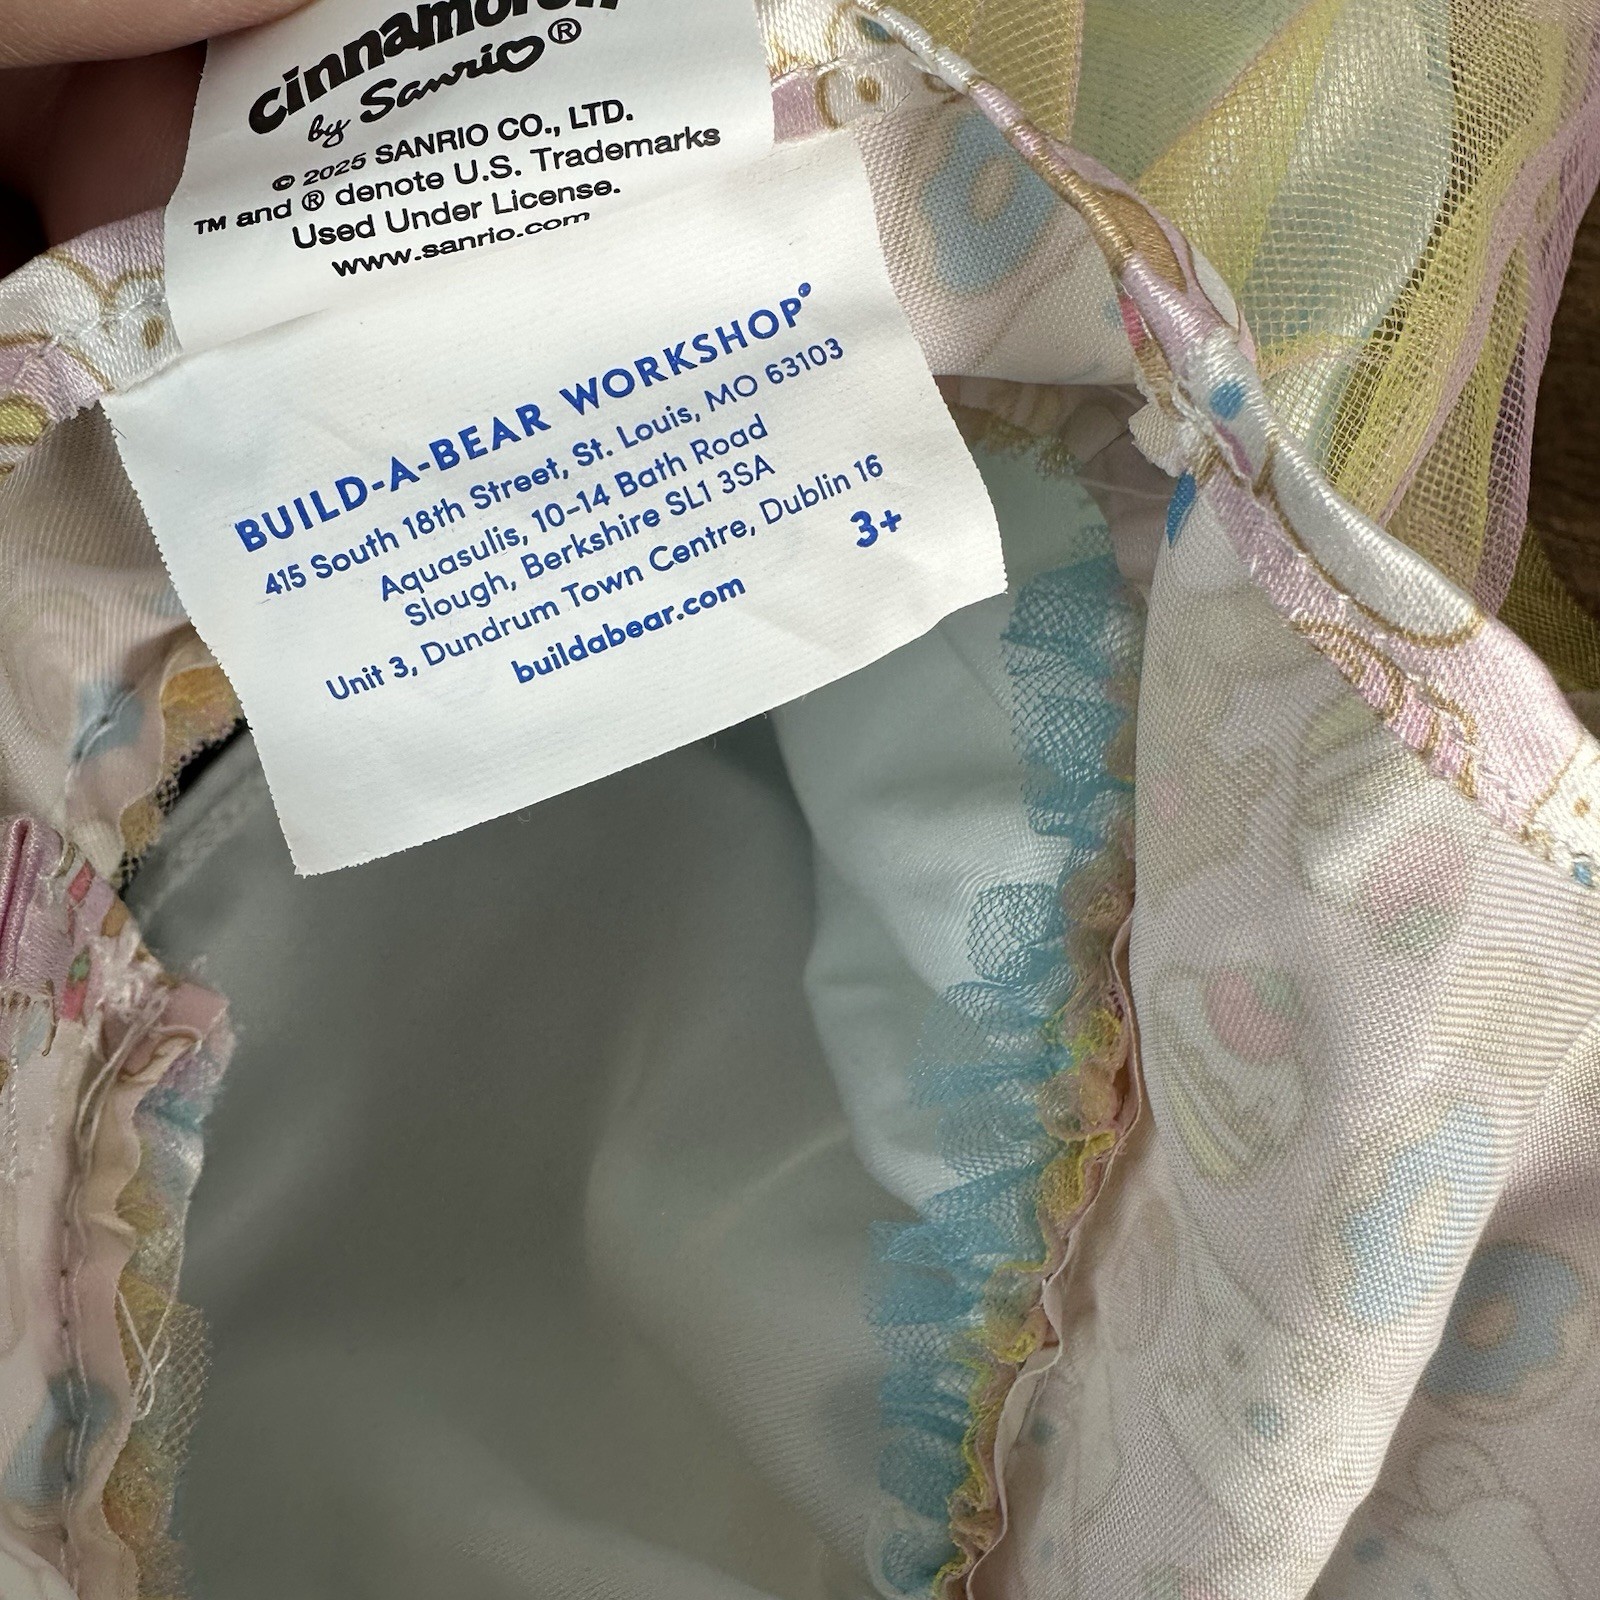 cinnamoroll
by Sanrio®
© 2025 SANRIO CO., LTD.
™ and ® denote U.S. Trademarks
Used Under License.
www.sanrio.com
BUILD-A-BEAR WORKSHOP®
415 South 18th Street, St. Louis, MO 63103
Aquasulis, 10-14 Bath Road
Slough, Berkshire SL1 3SA
Unit 3, Dundrum Town Centre, Dublin 16
3+
buildabear.com